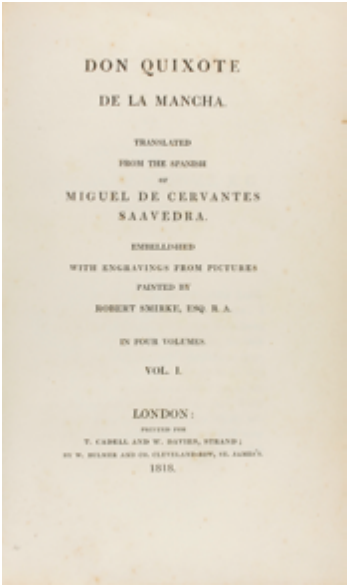 DON QUIXOTE
DE LA MANCHA.
TRANSLATED
FROM THE SPANISH
OF
MIGUEL DE CERVANTES
SAAVEDRA.
EMBELLISHED
WITH ENGRAVINGS FROM PICTURES
PAINTED BY
ROBERT SMIRKE, ESQ. R. A.
IN FOUR VOLUMES.
VOL. I.
LONDON:
PRINTED FOR
T. CADELL AND W. DAVIES, STRAND;
BY W. BULMER AND CO. CLEVELAND-ROW, ST. JAMES'S.
1818.